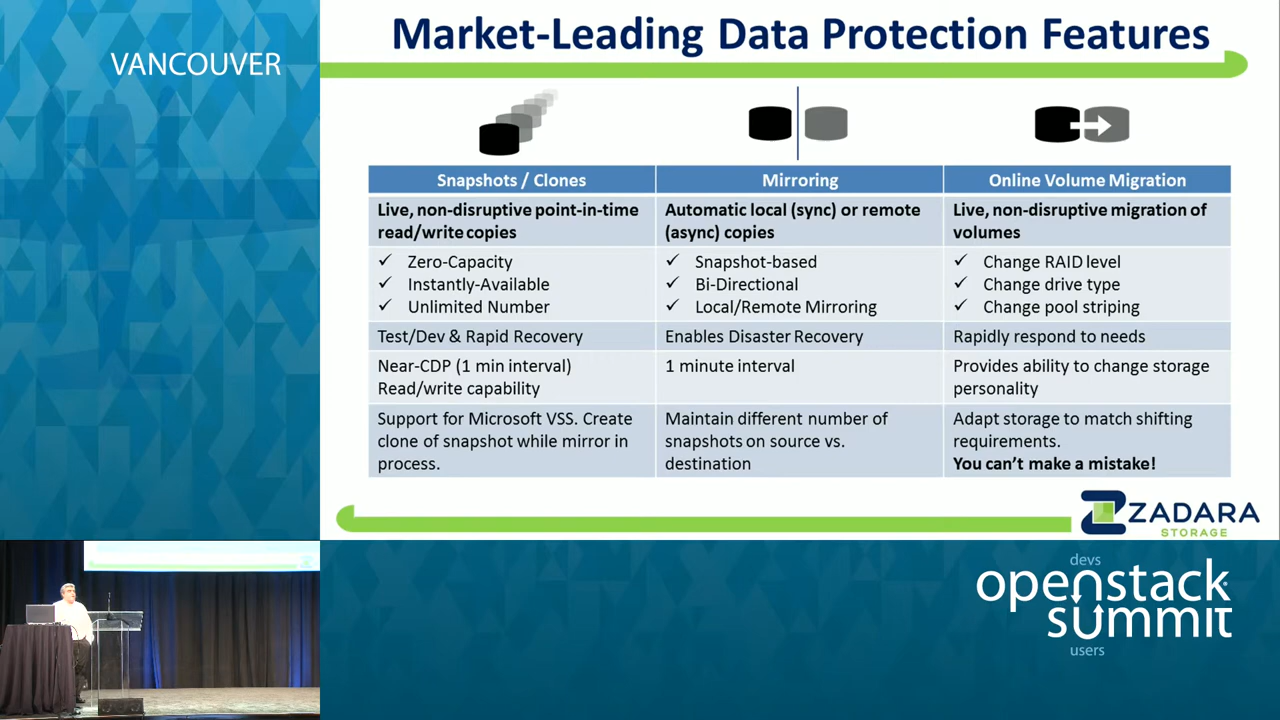 VANCOUVER
Market-Leading Data Protection Features
Snapshots / Clones
Mirroring
Online Volume Migration
Live, non-disruptive point-in-time
read/write copies
Automatic local (sync) or remote
(async) copies
Live, non-disruptive migration of
volumes
✓ Zero-Capacity
✓ Instantly-Available
✓ Unlimited Number
✓ Snapshot-based
✓ Bi-Directional
✓ Local/Remote Mirroring
✓ Change RAID level
✓ Change drive type
✓ Change pool striping
Test/Dev & Rapid Recovery
Enables Disaster Recovery
Rapidly respond to needs
Near-CDP (1 min interval)
Read/write capability
1 minute interval
Provides ability to change storage
personality
Support for Microsoft VSS. Create
clone of snapshot while mirror in
process.
Maintain different number of
snapshots on source vs.
destination
Adapt storage to match shifting
requirements.
You can't make a mistake!
ZADARA
STORAGE
devs
openstack
summit
users